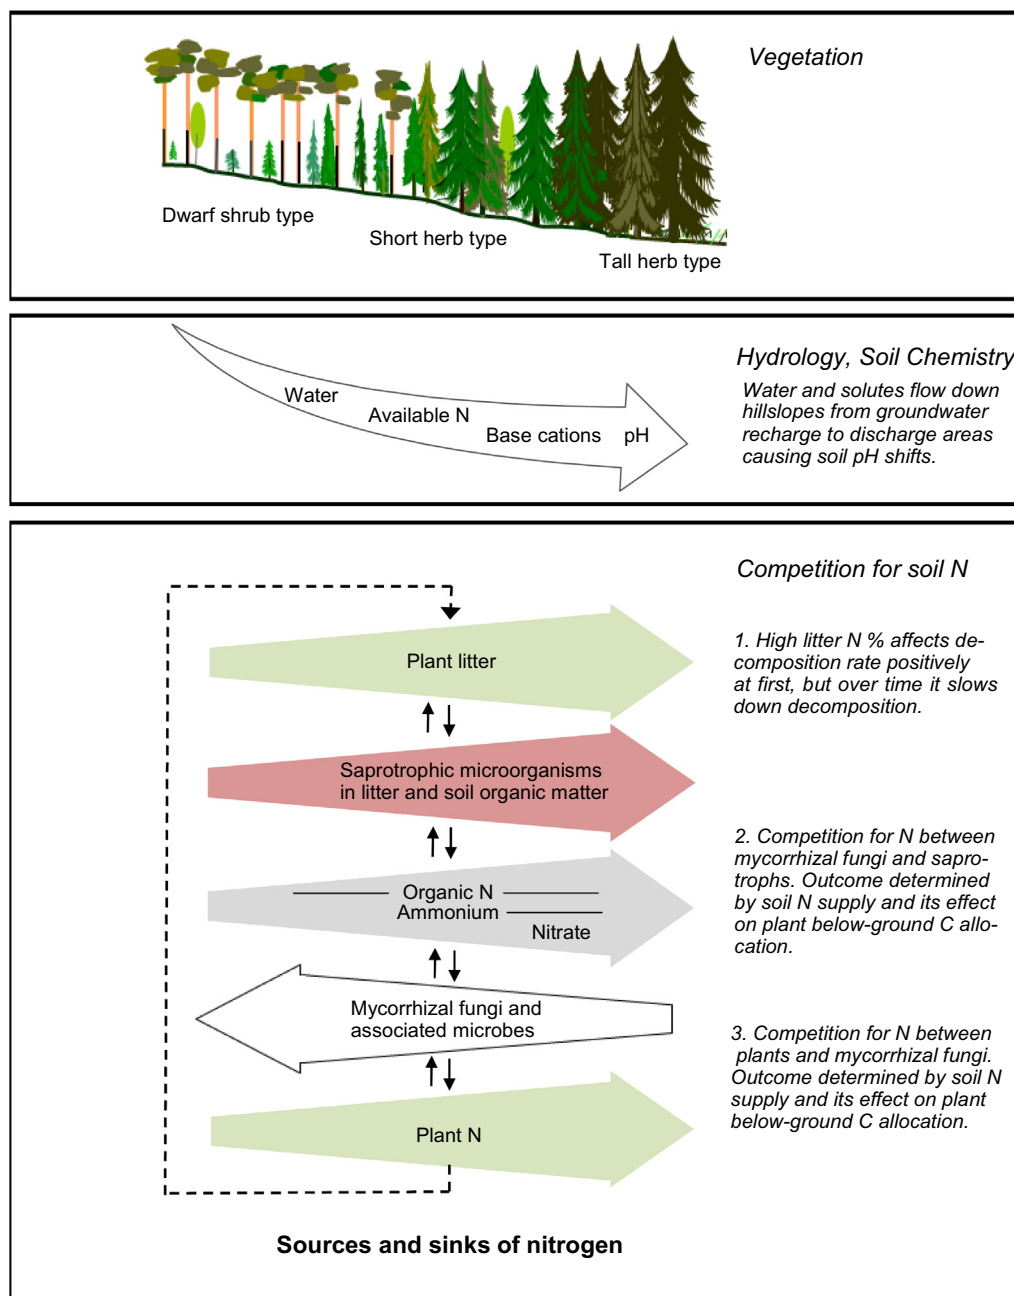 Vegetation
Dwarf shrub type
Short herb type
Tall herb type
Hydrology, Soil Chemistry
Water and solutes flow down
hillslopes from groundwater
recharge to discharge areas
causing soil pH shifts.
Water
Available N
Base cations pH
Competition for soil N
1. High litter N % affects de-
composition rate positively
at first, but over time it slows
down decomposition.
Plant litter
Saprotrophic microorganisms
in litter and soil organic matter
2. Competition for N between
mycorrhizal fungi and sapro-
trophs. Outcome determined
by soil N supply and its effect
on plant below-ground C allo-
cation.
Organic N
Ammonium
Nitrate
Mycorrhizal fungi and
associated microbes
3. Competition for N between
plants and mycorrhizal fungi.
Outcome determined by soil N
supply and its effect on plant
below-ground C allocation.
Plant N
Sources and sinks of nitrogen